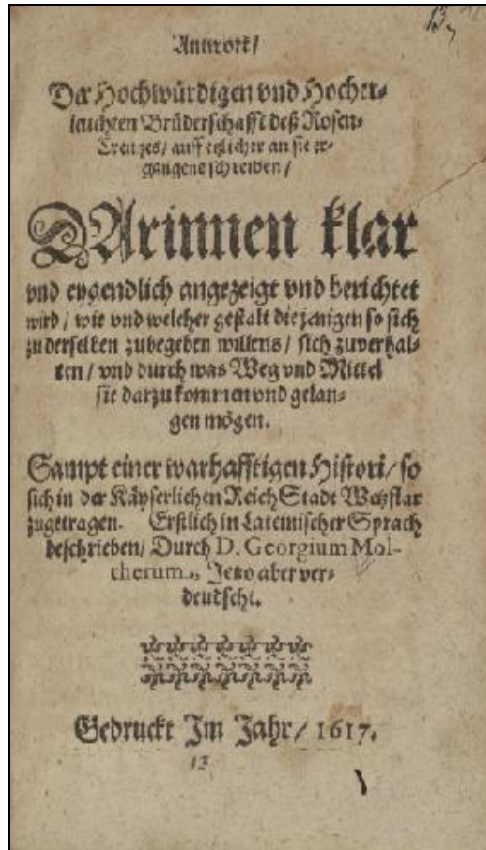 13
Antwort/
Der Hochwürdigen vnd Hocher-
leuchten Brüderschafft deß Rosen-
Creutzes/ auff etzlicher an sie er-
gangene schreiben/
DArinnen klar
vnd eygendlich angezeigt vnd berichtet
wird/ wie vnd welcher gestalt diejenigen so sich
zu derselben zubegeben willens/ sich zuverhal-
ten/ vnd durch was Weg vnd Mittel
sie darzu kommen vnd gelan-
gen mögen.
Sampt einer warhafftigen Histori/ so
sich in der Käyserlichen Reich Stadt Wetzflar
zugetragen. Erstlich in Lateinischer Sprach
beschrieben/ Durch D. Georgium Mol-
therum, Jetzo aber ver-
deutscht.
Gedruckt Im Jahr/ 1617.
13